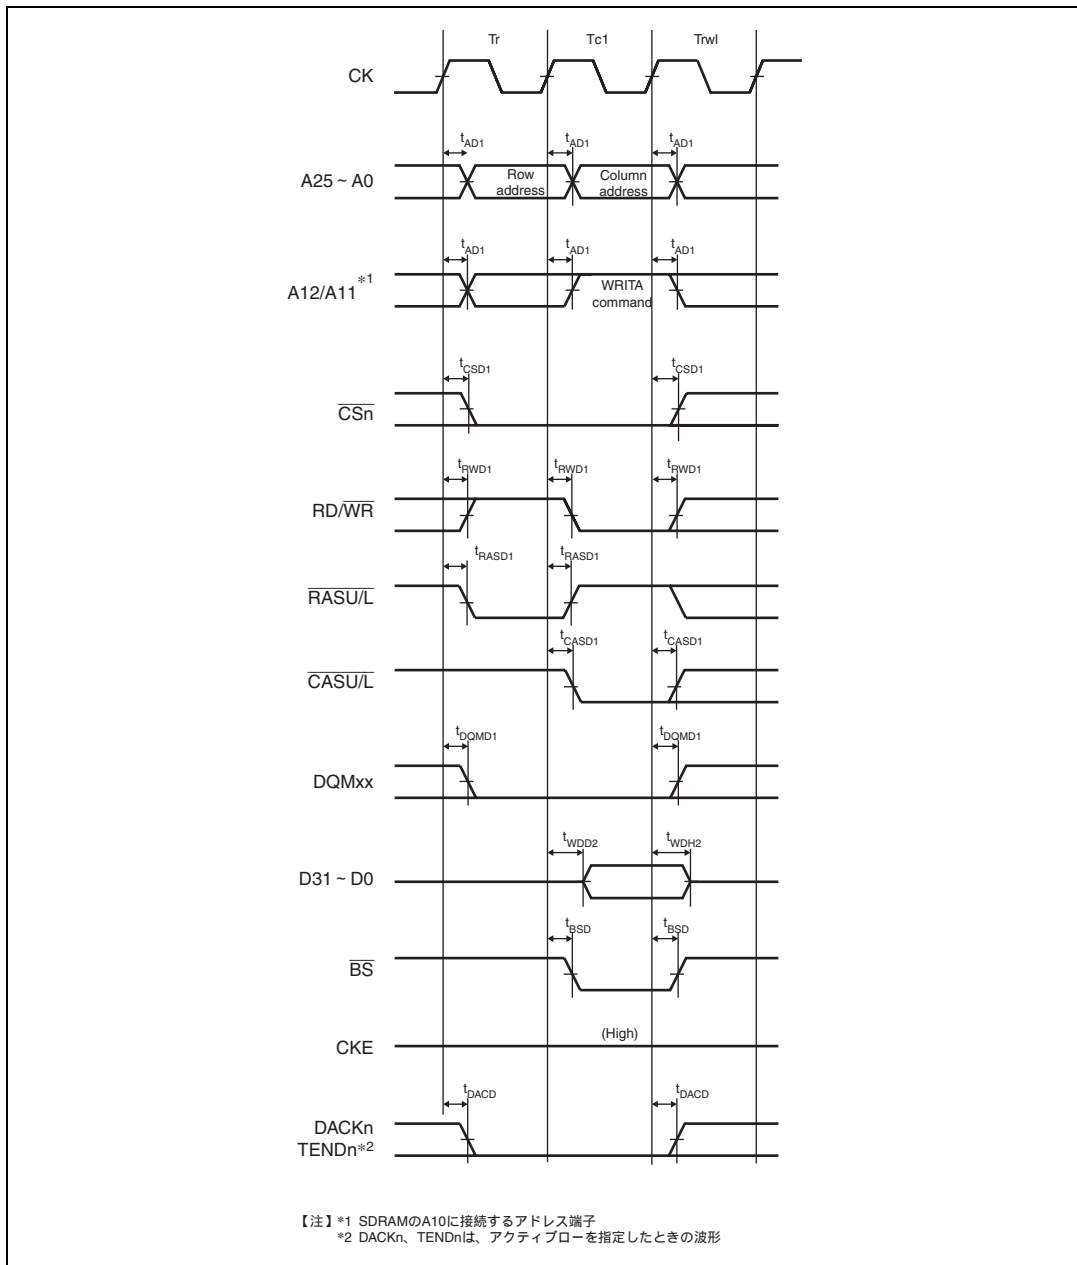 Tr Tc1 Trwl
CK
tAD1 tAD1 tAD1
A25 ~ A0
Row address
Column address
tAD1 tAD1 tAD1
A12/A11*1
WRITA command
tCSD1 tCSD1
CSn
tRWD1 tRWD1 tRWD1
RD/WR
tRASD1 tRASD1
RASU/L
tCASD1 tCASD1
CASU/L
tDQMD1 tDQMD1
DQMxx
tWDD2 tWDH2
D31 ~ D0
tBSD tBSD
BS
(High)
CKE
tDACD tDACD
DACKn
TENDn*2
【注】*1 SDRAMのA10に接続するアドレス端子
*2 DACKn、TENDnは、アクティブローを指定したときの波形